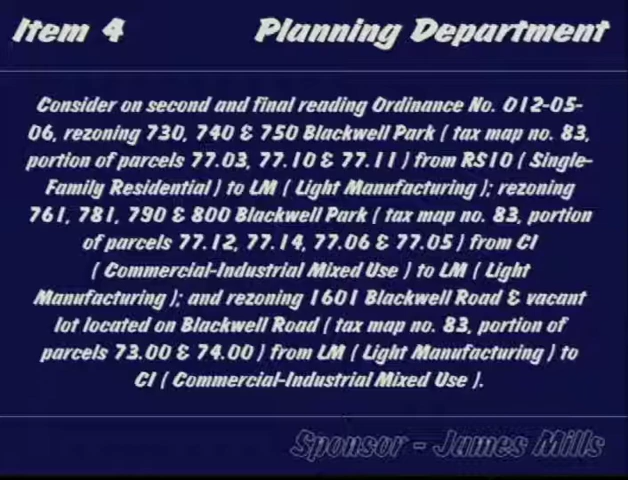 Item 4 Planning Department
Consider on second and final reading Ordinance No. 012-05-
06, rezoning 730, 740 & 750 Blackwell Park ( tax map no. 83,
portion of parcels 77.03, 77.10 & 77.11 ) from RS10 ( Single-
Family Residential ) to LM ( Light Manufacturing ); rezoning
761, 781, 790 & 800 Blackwell Park ( tax map no. 83, portion
of parcels 77.12, 77.14, 77.06 & 77.05 ) from CI
( Commercial-Industrial Mixed Use ) to LM ( Light
Manufacturing ); and rezoning 1601 Blackwell Road & vacant
lot located on Blackwell Road ( tax map no. 83, portion of
parcels 73.00 & 74.00 ) from LM ( Light Manufacturing ) to
CI ( Commercial-Industrial Mixed Use ).
Sponsor - James Mills